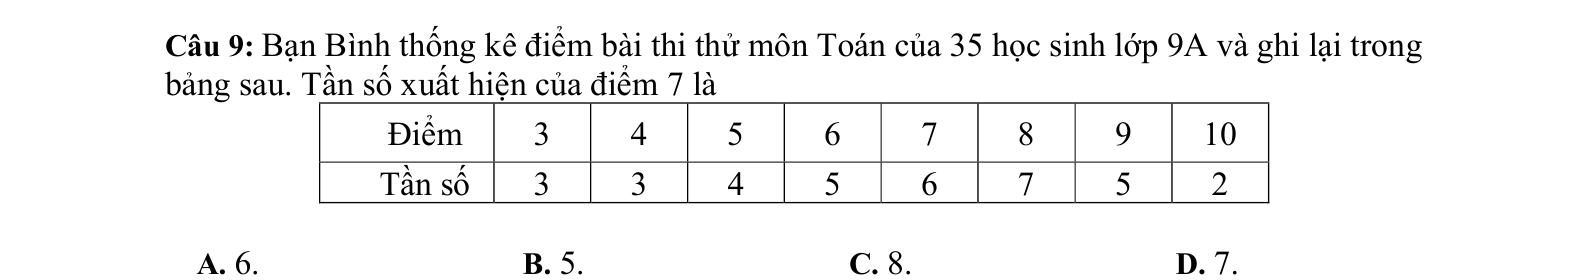 Câu 9: Bạn Bình thống kê điểm bài thi thử môn Toán của 35 học sinh lớp 9A và ghi lại trong
bảng sau. Tần số xuất hiện của điểm 7 là
Điểm 3 4 5 6 7 8 9 10
Tần số 3 3 4 5 6 7 5 2
A. 6. B. 5. C. 8. D. 7.